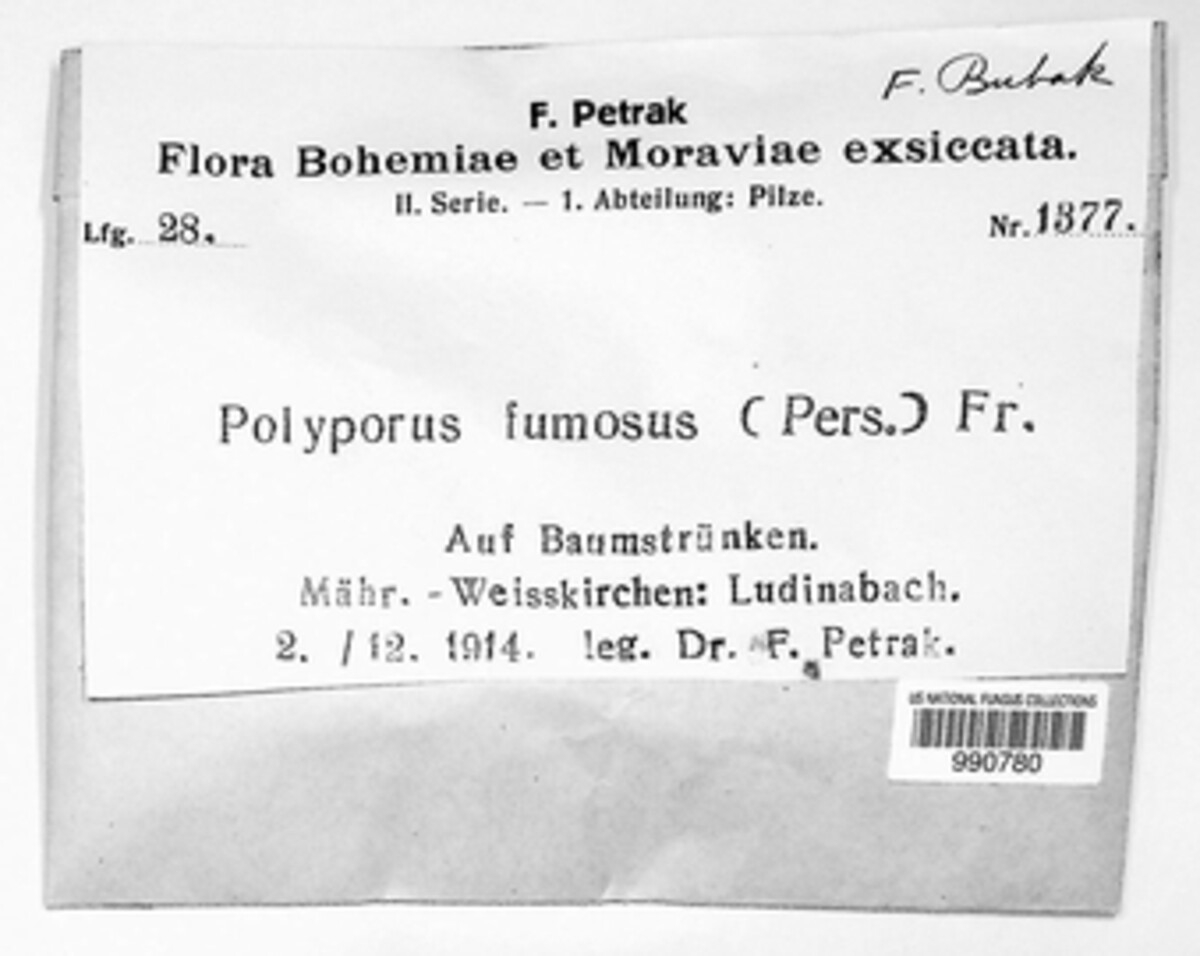 F. Bubak
F. Petrak
Flora Bohemiae et Moraviae exsiccata.
II. Serie. — 1. Abteilung: Pilze.
Lfg. 28. Nr. 1377.
Polyporus fumosus (Pers.) Fr.
Auf Baumstrünken.
Mähr. - Weisskirchen: Ludinabach.
2. /12. 1914. leg. Dr. F. Petrak.
US NATIONAL FUNGUS COLLECTIONS
990780